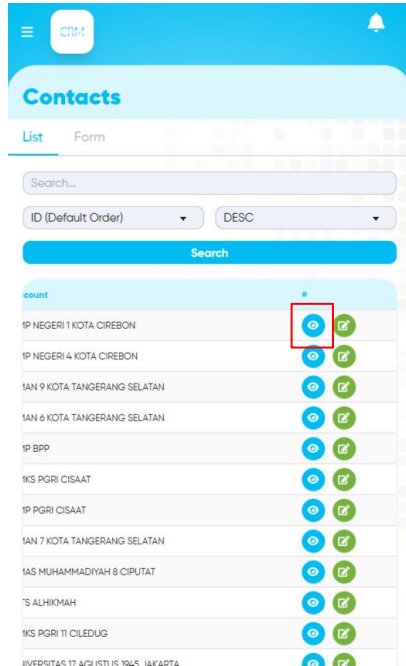 CRM
Contacts
List Form
Search...
ID (Default Order) DESC
Search
count #
1P NEGERI 1 KOTA CIREBON
1P NEGERI 4 KOTA CIREBON
1AN 9 KOTA TANGERANG SELATAN
1AN 6 KOTA TANGERANG SELATAN
1P BPP
1KS PGRI CISAAT
1P PGRI CISAAT
1AN 7 KOTA TANGERANG SELATAN
1AS MUHAMMADIYAH 8 CIPUTAT
S ALHIKMAH
1KS PGRI 11 CILEDUG
IVERSITAS 17 AGUSTUS 1945 JAKARTA